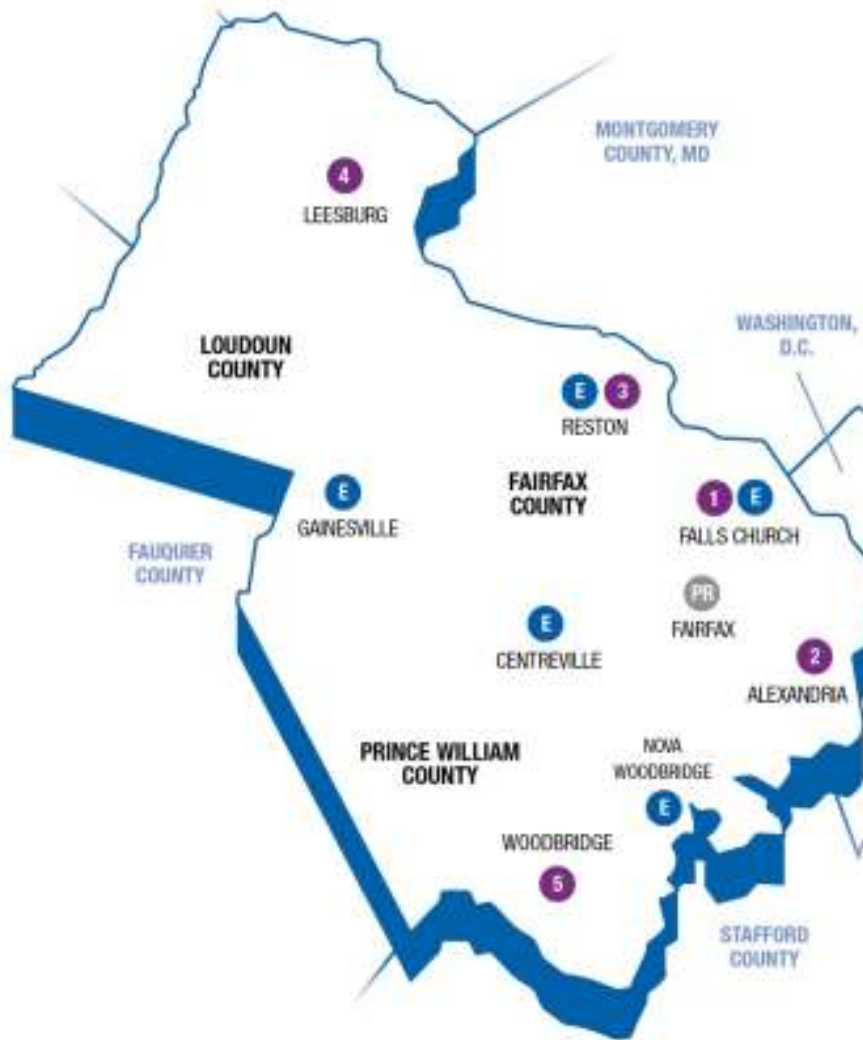 MONTGOMERY
COUNTY, MD
4
LEESBURG
WASHINGTON,
D.C.
LOUDOUN
COUNTY
E 3
RESTON
FAIRFAX
COUNTY
E
GAINESVILLE
1 E
FALLS CHURCH
FAUQUIER
COUNTY
PR
FAIRFAX
E
CENTREVILLE
2
ALEXANDRIA
PRINCE WILLIAM
COUNTY
NOVA
WOODBRIDGE
E
WOODBRIDGE
5
STAFFORD
COUNTY